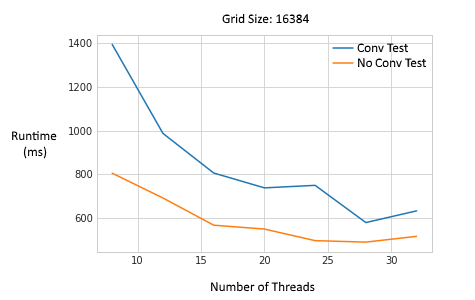 Grid Size: 16384
Conv Test
No Conv Test
1400
1200
1000
800
600
Runtime
(ms)
10
15
20
25
30
Number of Threads